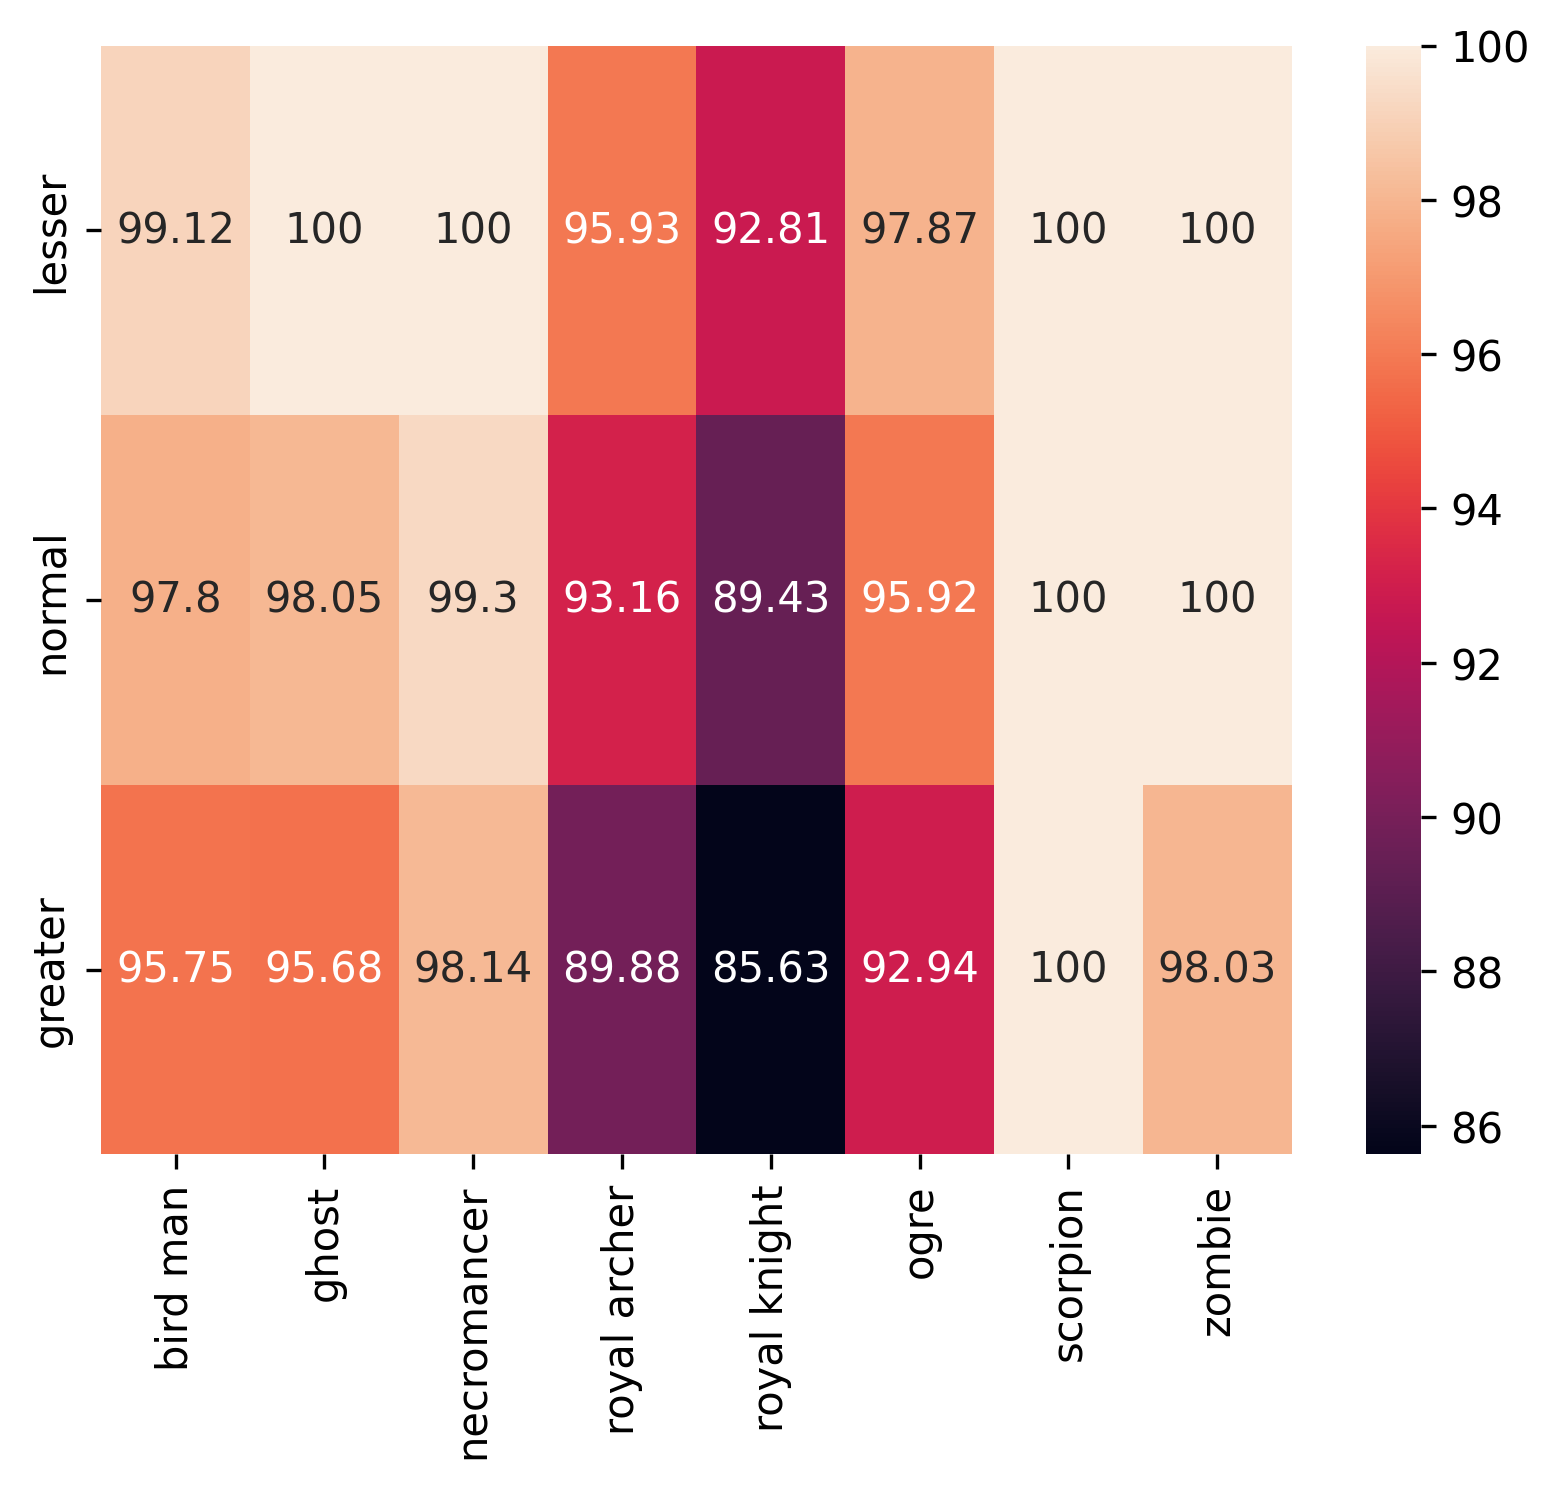 lesser 99.12 100 100 95.93 92.81 97.87 100 100
normal 97.8 98.05 99.3 93.16 89.43 95.92 100 100
greater 95.75 95.68 98.14 89.88 85.63 92.94 100 98.03
bird man ghost necromancer royal archer royal knight ogre scorpion zombie
100
98
96
94
92
90
88
86